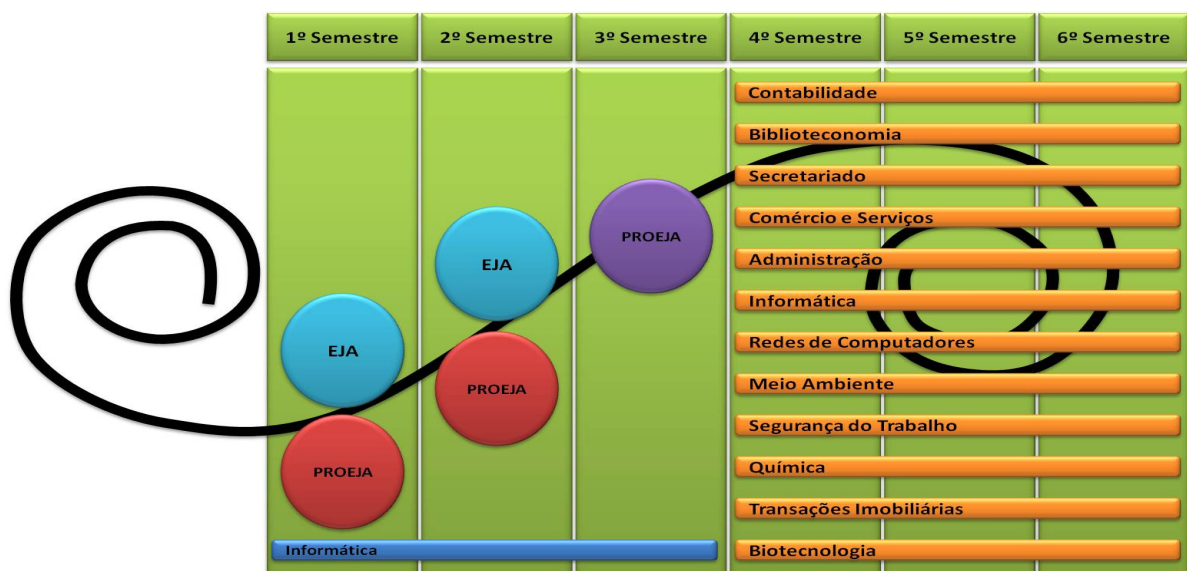 1º Semestre
2º Semestre
3º Semestre
4º Semestre
5º Semestre
6º Semestre
EJA
PROEJA
EJA
PROEJA
PROEJA
Informática
Contabilidade
Biblioteconomia
Secretariado
Comércio e Serviços
Administração
Informática
Redes de Computadores
Meio Ambiente
Segurança do Trabalho
Química
Transações Imobiliárias
Biotecnologia